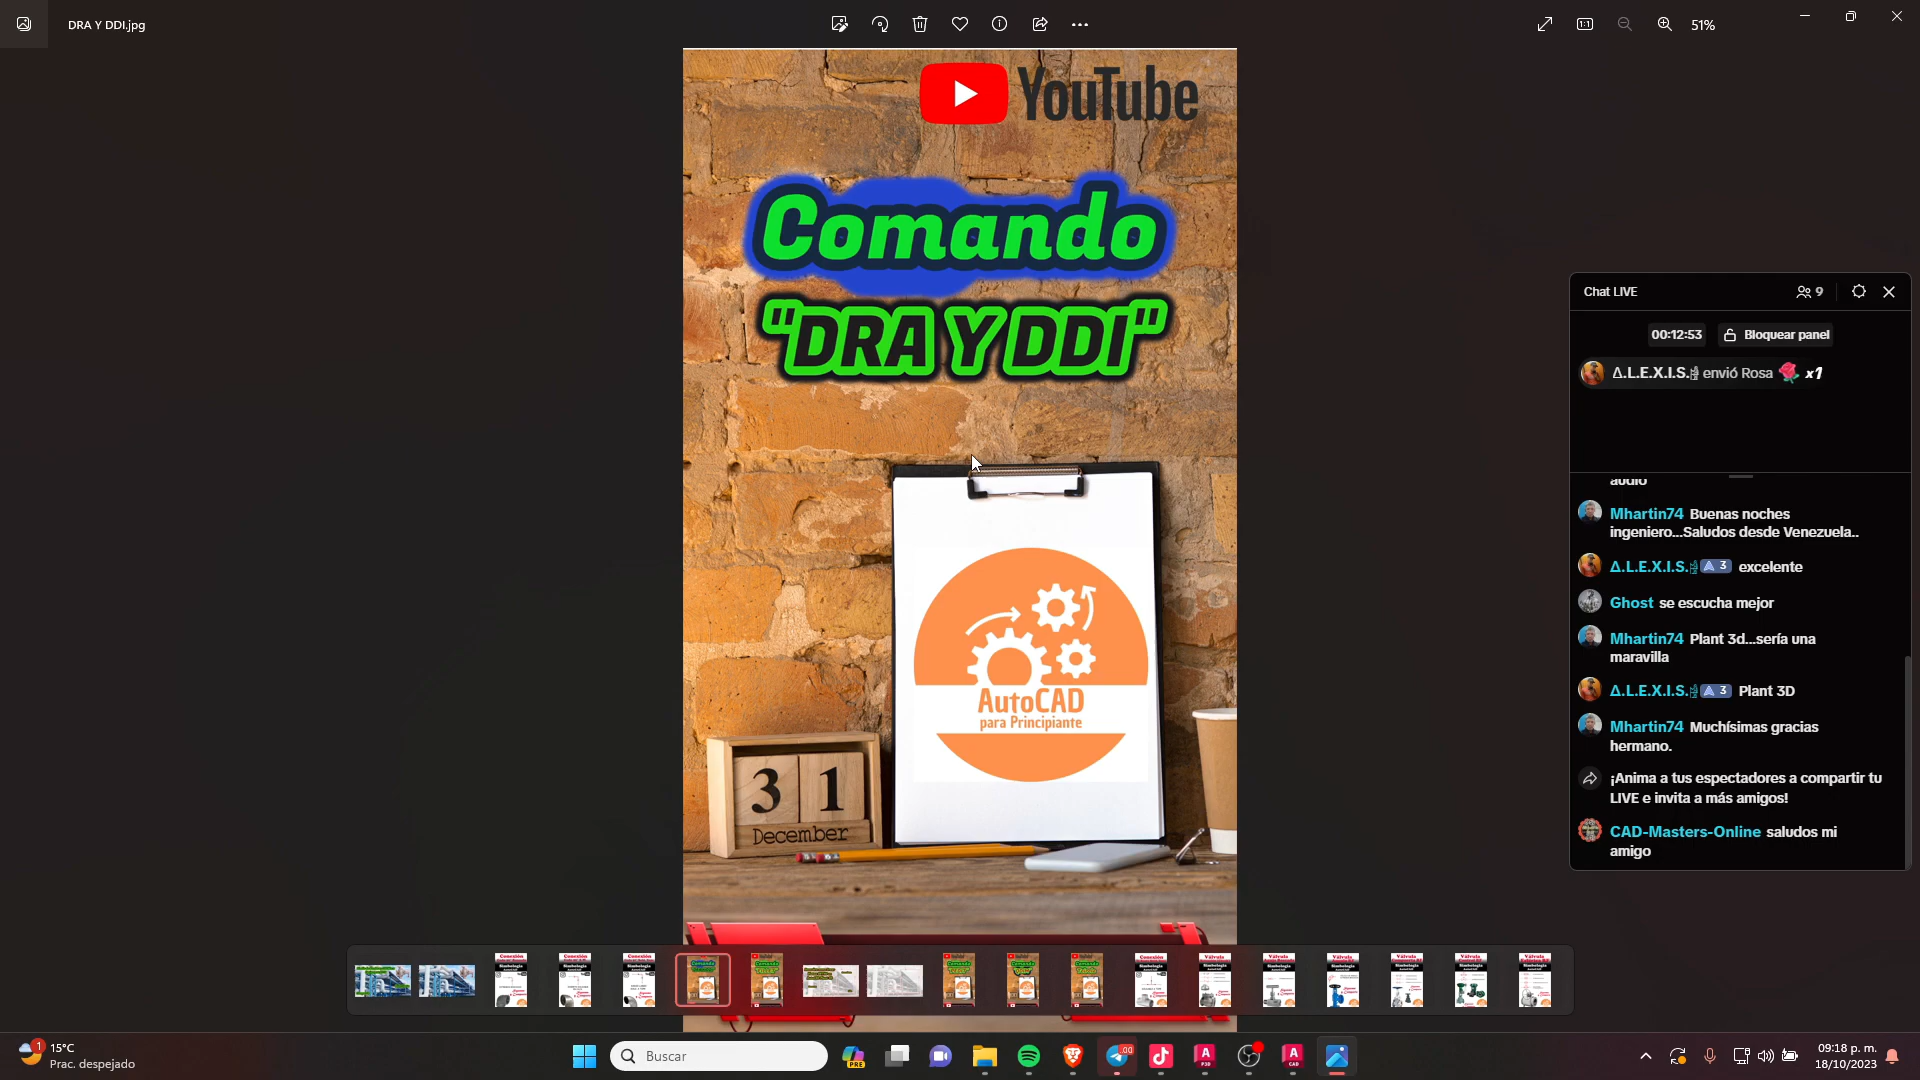 DRA Y DDI.jpg
51%
YouTube
Comando
"DRA Y DDI"
AutoCAD
para Principiante
31
December
Chat LIVE
9
00:12:53
Bloquear panel
envió Rosa x1
Mhartin74 Buenas noches
ingeniero...Saludos desde Venezuela..
3 excelente
Ghost se escucha mejor
Mhartin74 Plant 3d...sería una
maravilla
3 Plant 3D
Mhartin74 Muchísimas gracias
hermano.
¡Anima a tus espectadores a compartir tu
LIVE e invita a más amigos!
CAD-Masters-Online saludos mi
amigo
1
15°C
Prac. despejado
Buscar
PRE
09:18 p. m.
18/10/2023